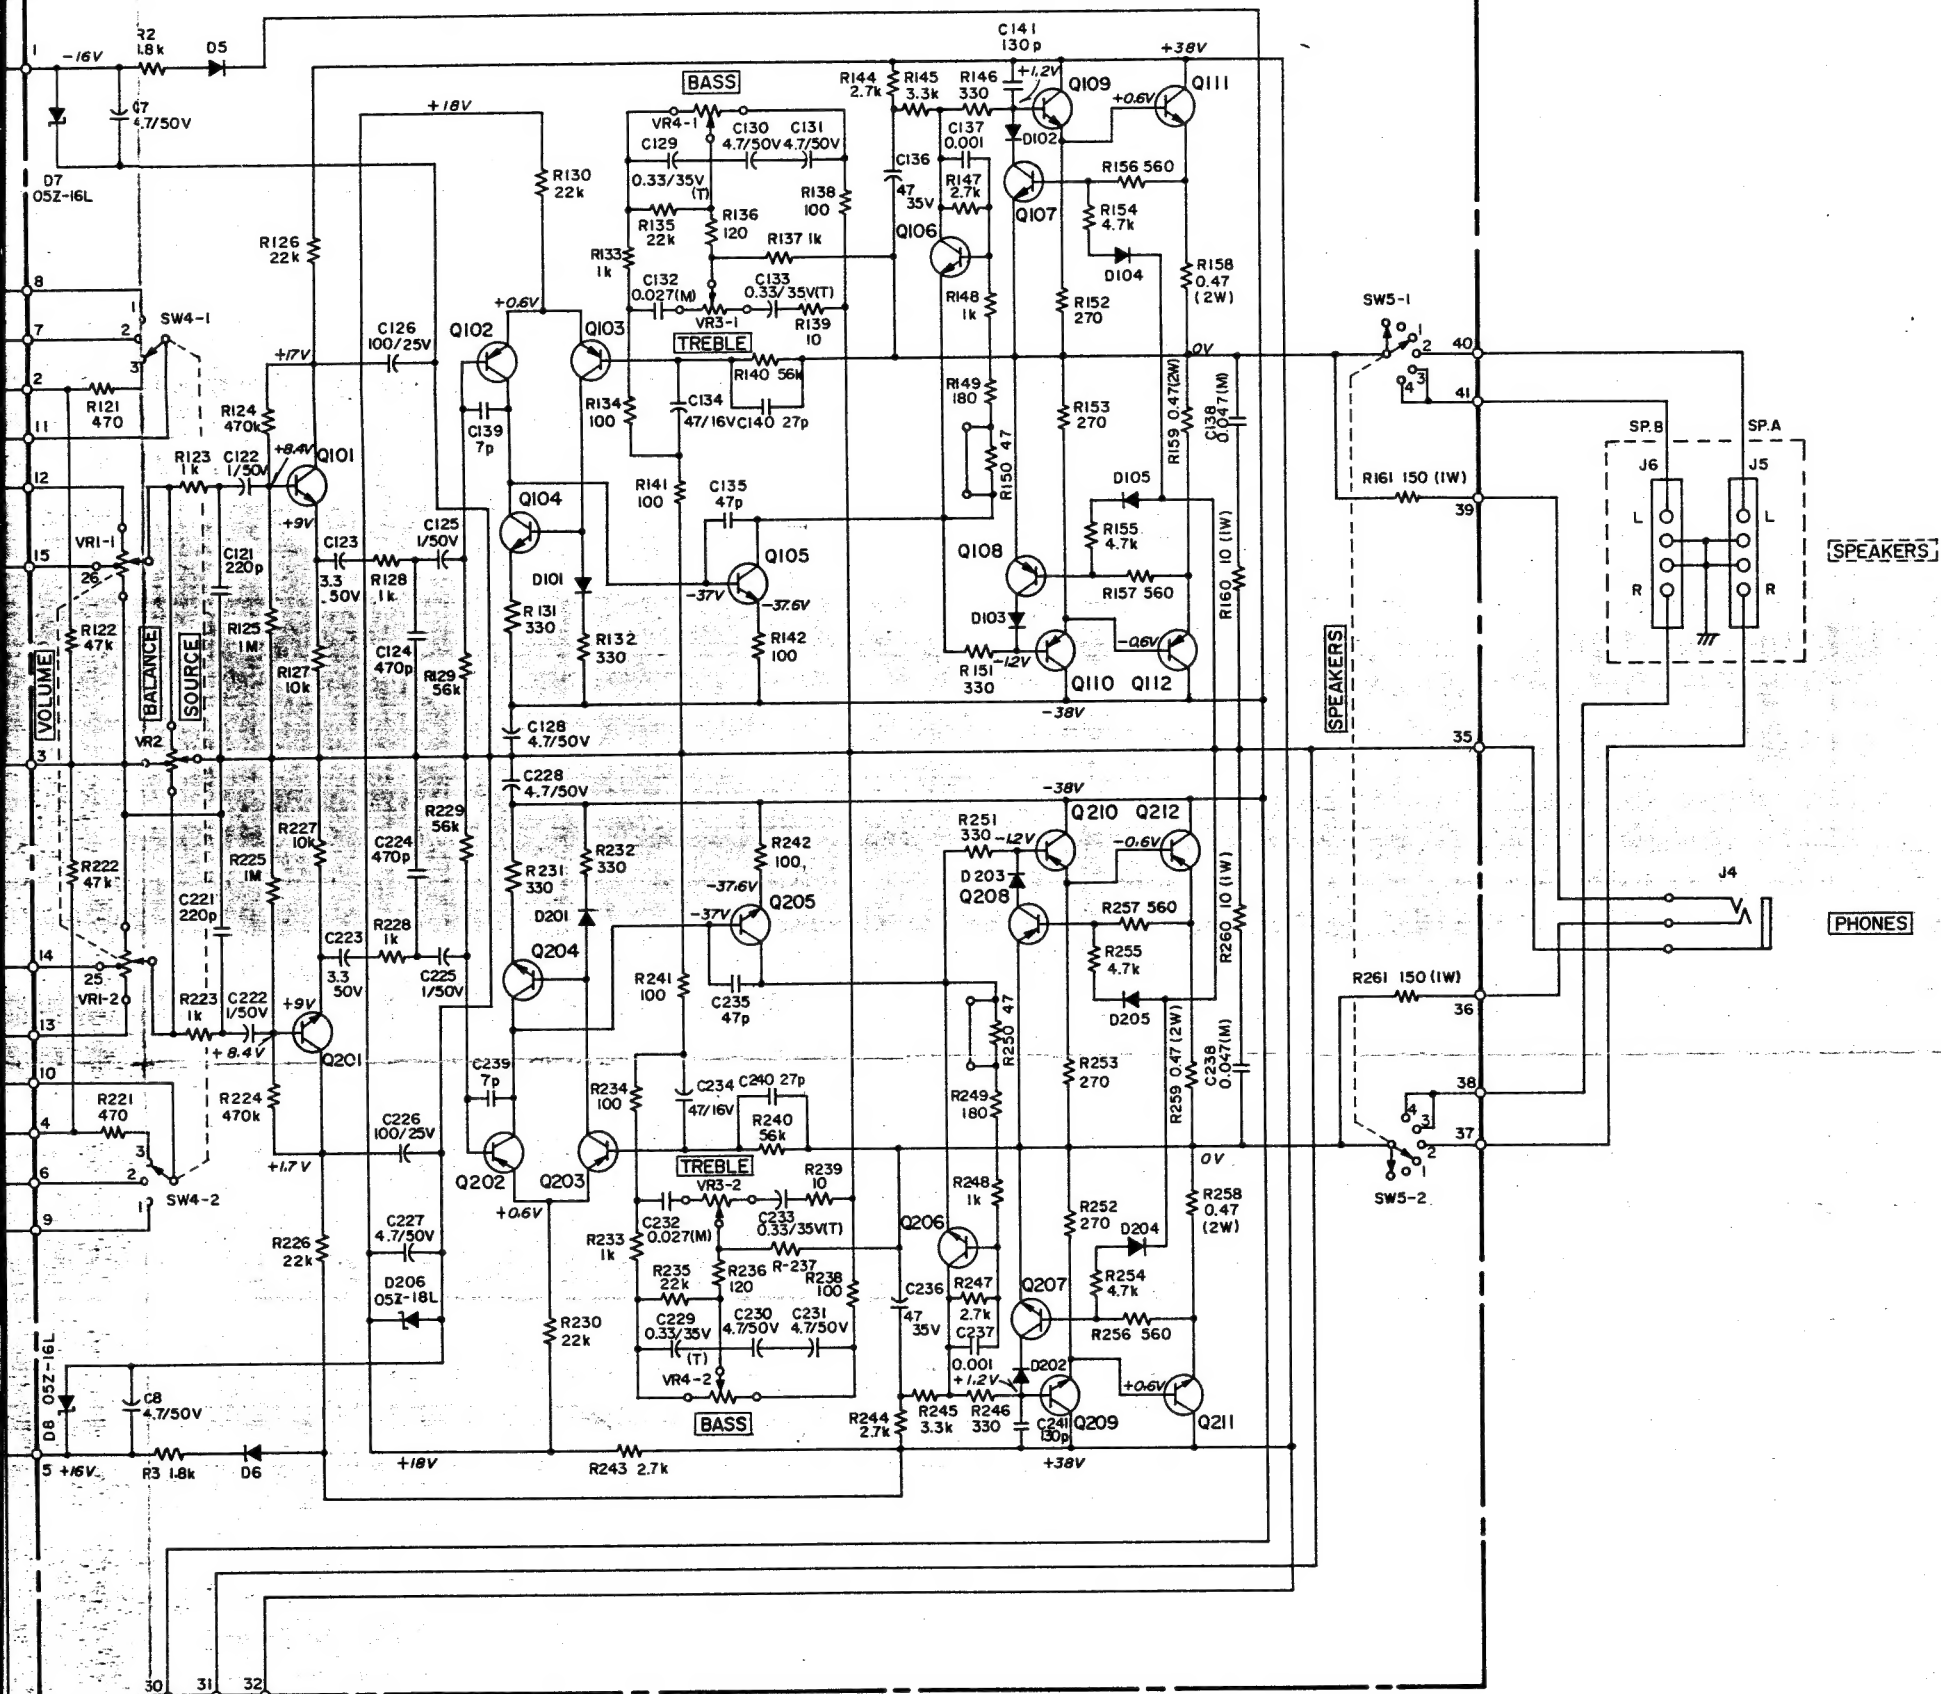 1
-16V
R2
1.8k
D5
C7
4.7/50V
D7
05Z-16L
+18V
BASS
VR4-1
C129
0.33/35V
(T)
C130
4.7/50V
C131
4.7/50V
R130
22k
R138
100
R135
22k
R136
120
R137 1k
R133
1k
C132
0.027(M)
C133
0.33/35V(T)
VR3-1
R139
10
TREBLE
R144
2.7k
R145
3.3k
R146
330
C141
130p
+1.2V
Q109
+38V
Q111
+0.6V
C137
0.001
D102
R147
2.7k
C136
47
35V
Q106
Q107
R156 560
R154
4.7k
D104
R158
0.47
(2W)
R148
1k
R152
270
R126
22k
8
1
7
2
SW4-1
3
2
R121
470
11
+17V
C126
100/25V
Q102
+0.6V
Q103
R140 56k
C140 27p
C134
47/16V
R134
100
C139
7p
R124
470k
+8.4V
Q101
R123
1k
C122
1/50V
12
+9V
VR1-1
15
26
C121
220p
C123
3.3
50V
R128
1k
C125
1/50V
Q104
R141
100
C135
47p
Q105
-37V
-37.6V
D101
R131
330
R132
330
R142
100
R149
180
R150 47
R153
270
0V
R159 0.47(2W)
C138
0.047(M)
D105
R155
4.7k
Q108
R157 560
R160 10 (1W)
D103
R151
330
-1.2V
-0.6V
Q110
Q112
-38V
SW5-1
1
2
3
4
40
41
SP.B
SP.A
J6
J5
R161 150 (1W)
39
L
L
R
R
SPEAKERS
SPEAKERS
VOLUME
BALANCE
SOURCE
R122
47k
R125
1M
R127
10k
C124
470p
R129
56k
VR2
3
C128
4.7/50V
C228
4.7/50V
35
-38V
R222
47k
R225
1M
R227
10k
C224
470p
R229
56k
C221
220p
R231
330
R232
330
R242
100
-37.6V
-37V
Q205
D201
Q204
R251
330
-1.2V
Q210
Q212
-0.6V
D203
Q208
R257 560
R255
4.7k
D205
R260 10 (1W)
J4
PHONES
14
25
VR1-2
13
R223
1k
C222
1/50V
+8.4V
+9V
Q201
C223
3.3
50V
R228
1k
C225
1/50V
R241
100
C235
47p
R250 47
R253
270
R259 0.47 (2W)
C238
0.047(M)
R261 150 (1W)
36
10
4
R221
470
R224
470k
C239
7p
R234
100
C234
47/16V
C240 27p
R240
56k
R249
180
38
37
4
3
2
1
SW5-2
3
2
1
SW4-2
6
9
+1.7V
C226
100/25V
Q202
Q203
+0.6V
TREBLE
VR3-2
R239
10
C232
0.027(M)
C233
0.33/35V(T)
R-237
R233
1k
R235
22k
R236
120
R238
100
C229
0.33/35V
(T)
C230
4.7/50V
C231
4.7/50V
VR4-2
BASS
R226
22k
C227
4.7/50V
D206
05Z-18L
R230
22k
0V
R248
1k
Q206
R252
270
D204
R258
0.47
(2W)
C236
47
35V
R247
2.7k
C237
0.001
Q207
R254
4.7k
R256 560
D202
+1.2V
+0.6V
R244
2.7k
R245
3.3k
R246
330
C241
130p
Q209
Q211
+38V
D8 05Z-16L
C8
4.7/50V
5
+16V
R3 1.8k
D6
+18V
R243 2.7k
30
31
32